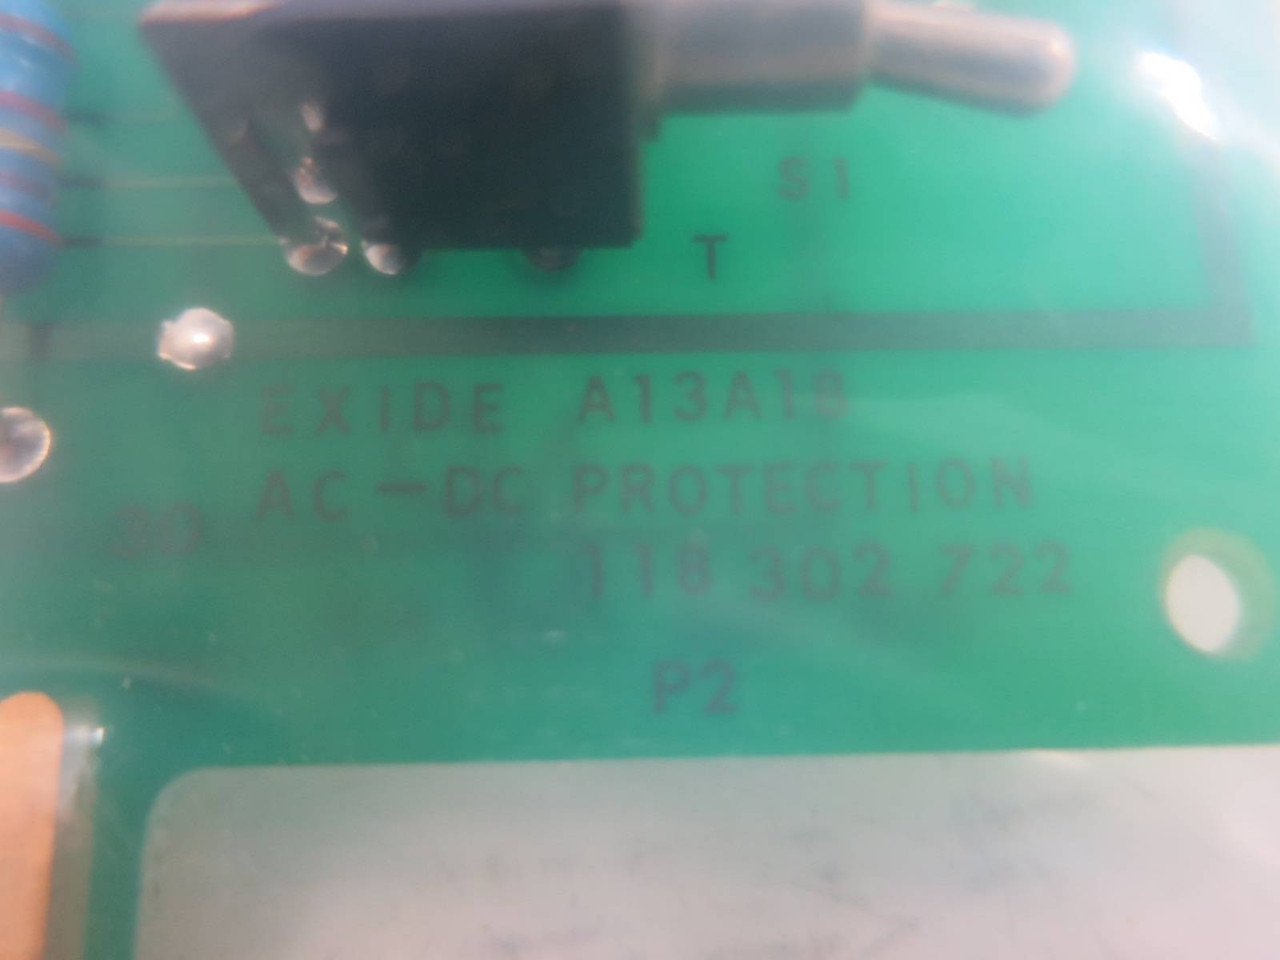 S1
T
EXIDE A13A18
AC-DC PROTECTION
30
118 302 722
P2